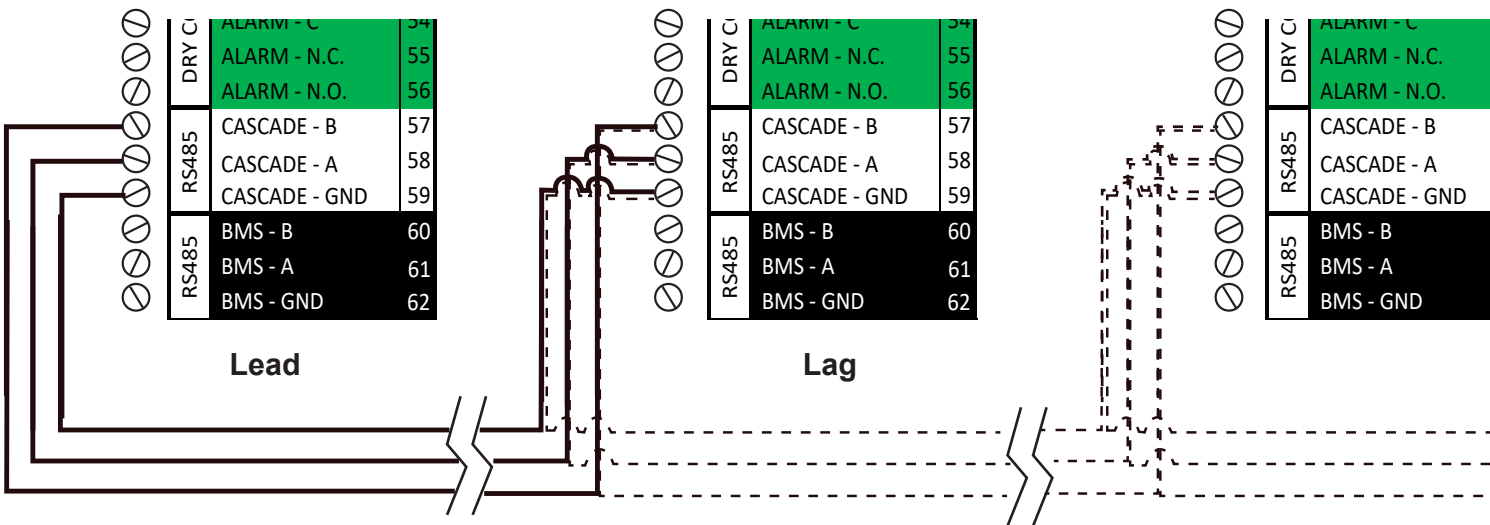 DRY C
ALARM - C 54
ALARM - N.C. 55
ALARM - N.O. 56
RS485
CASCADE - B 57
CASCADE - A 58
CASCADE - GND 59
RS485
BMS - B 60
BMS - A 61
BMS - GND 62
Lead
DRY C
ALARM - C 54
ALARM - N.C. 55
ALARM - N.O. 56
RS485
CASCADE - B 57
CASCADE - A 58
CASCADE - GND 59
RS485
BMS - B 60
BMS - A 61
BMS - GND 62
Lag
DRY C
ALARM - C
ALARM - N.C.
ALARM - N.O.
RS485
CASCADE - B
CASCADE - A
CASCADE - GND
RS485
BMS - B
BMS - A
BMS - GND